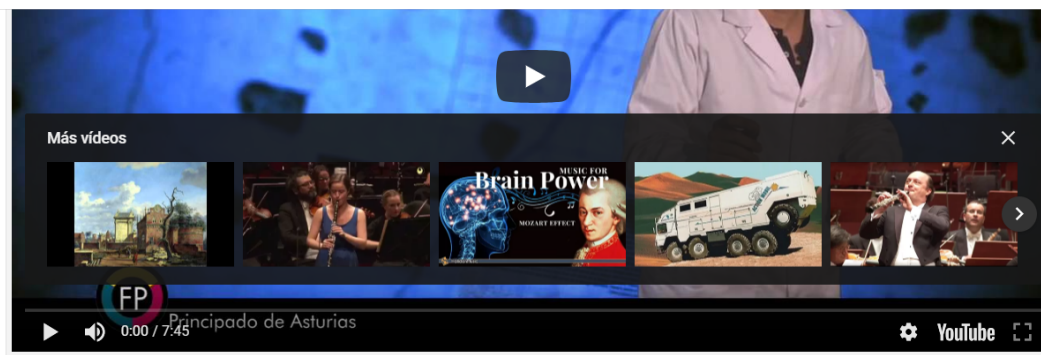 Más vídeos
MUSIC FOR
Brain Power
MOZART EFFECT
FP
Principado de Asturias
0:00 / 7:45
YouTube